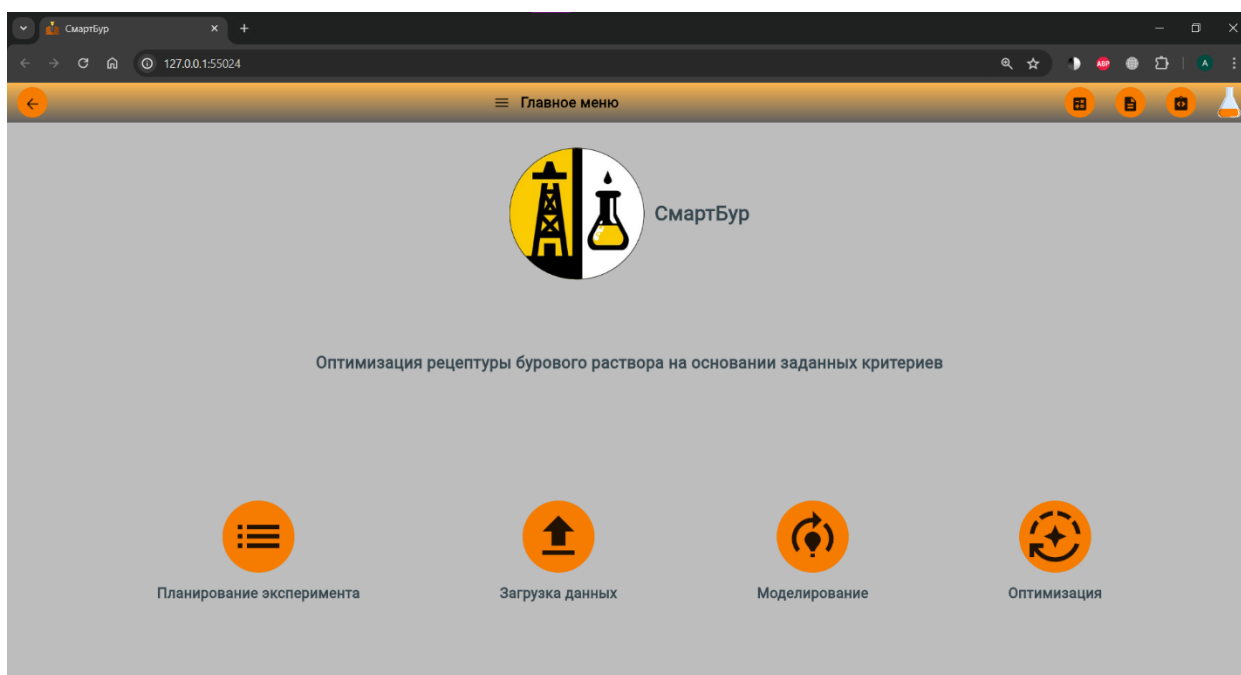 СмартБур
127.0.0.1:55024
ABP
A
Главное меню
СмартБур
Оптимизация рецептуры бурового раствора на основании заданных критериев
Планирование эксперимента
Загрузка данных
Моделирование
Оптимизация